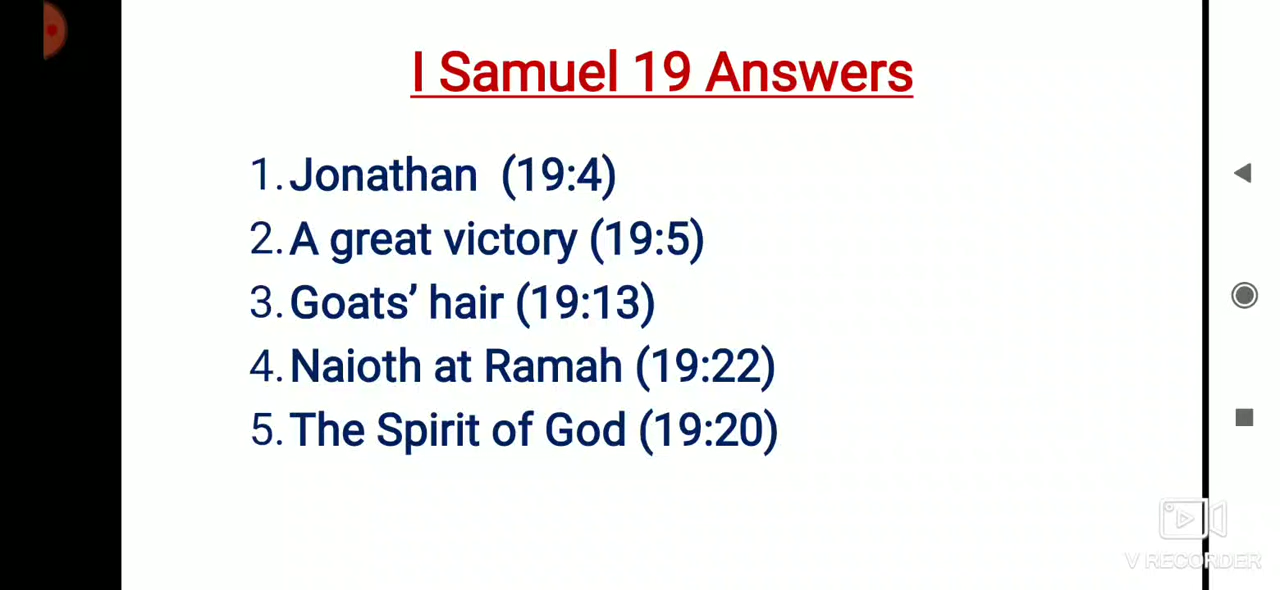 I Samuel 19 Answers
1. Jonathan (19:4)
2. A great victory (19:5)
3. Goats’ hair (19:13)
4. Naioth at Ramah (19:22)
5. The Spirit of God (19:20)
V RECORDER